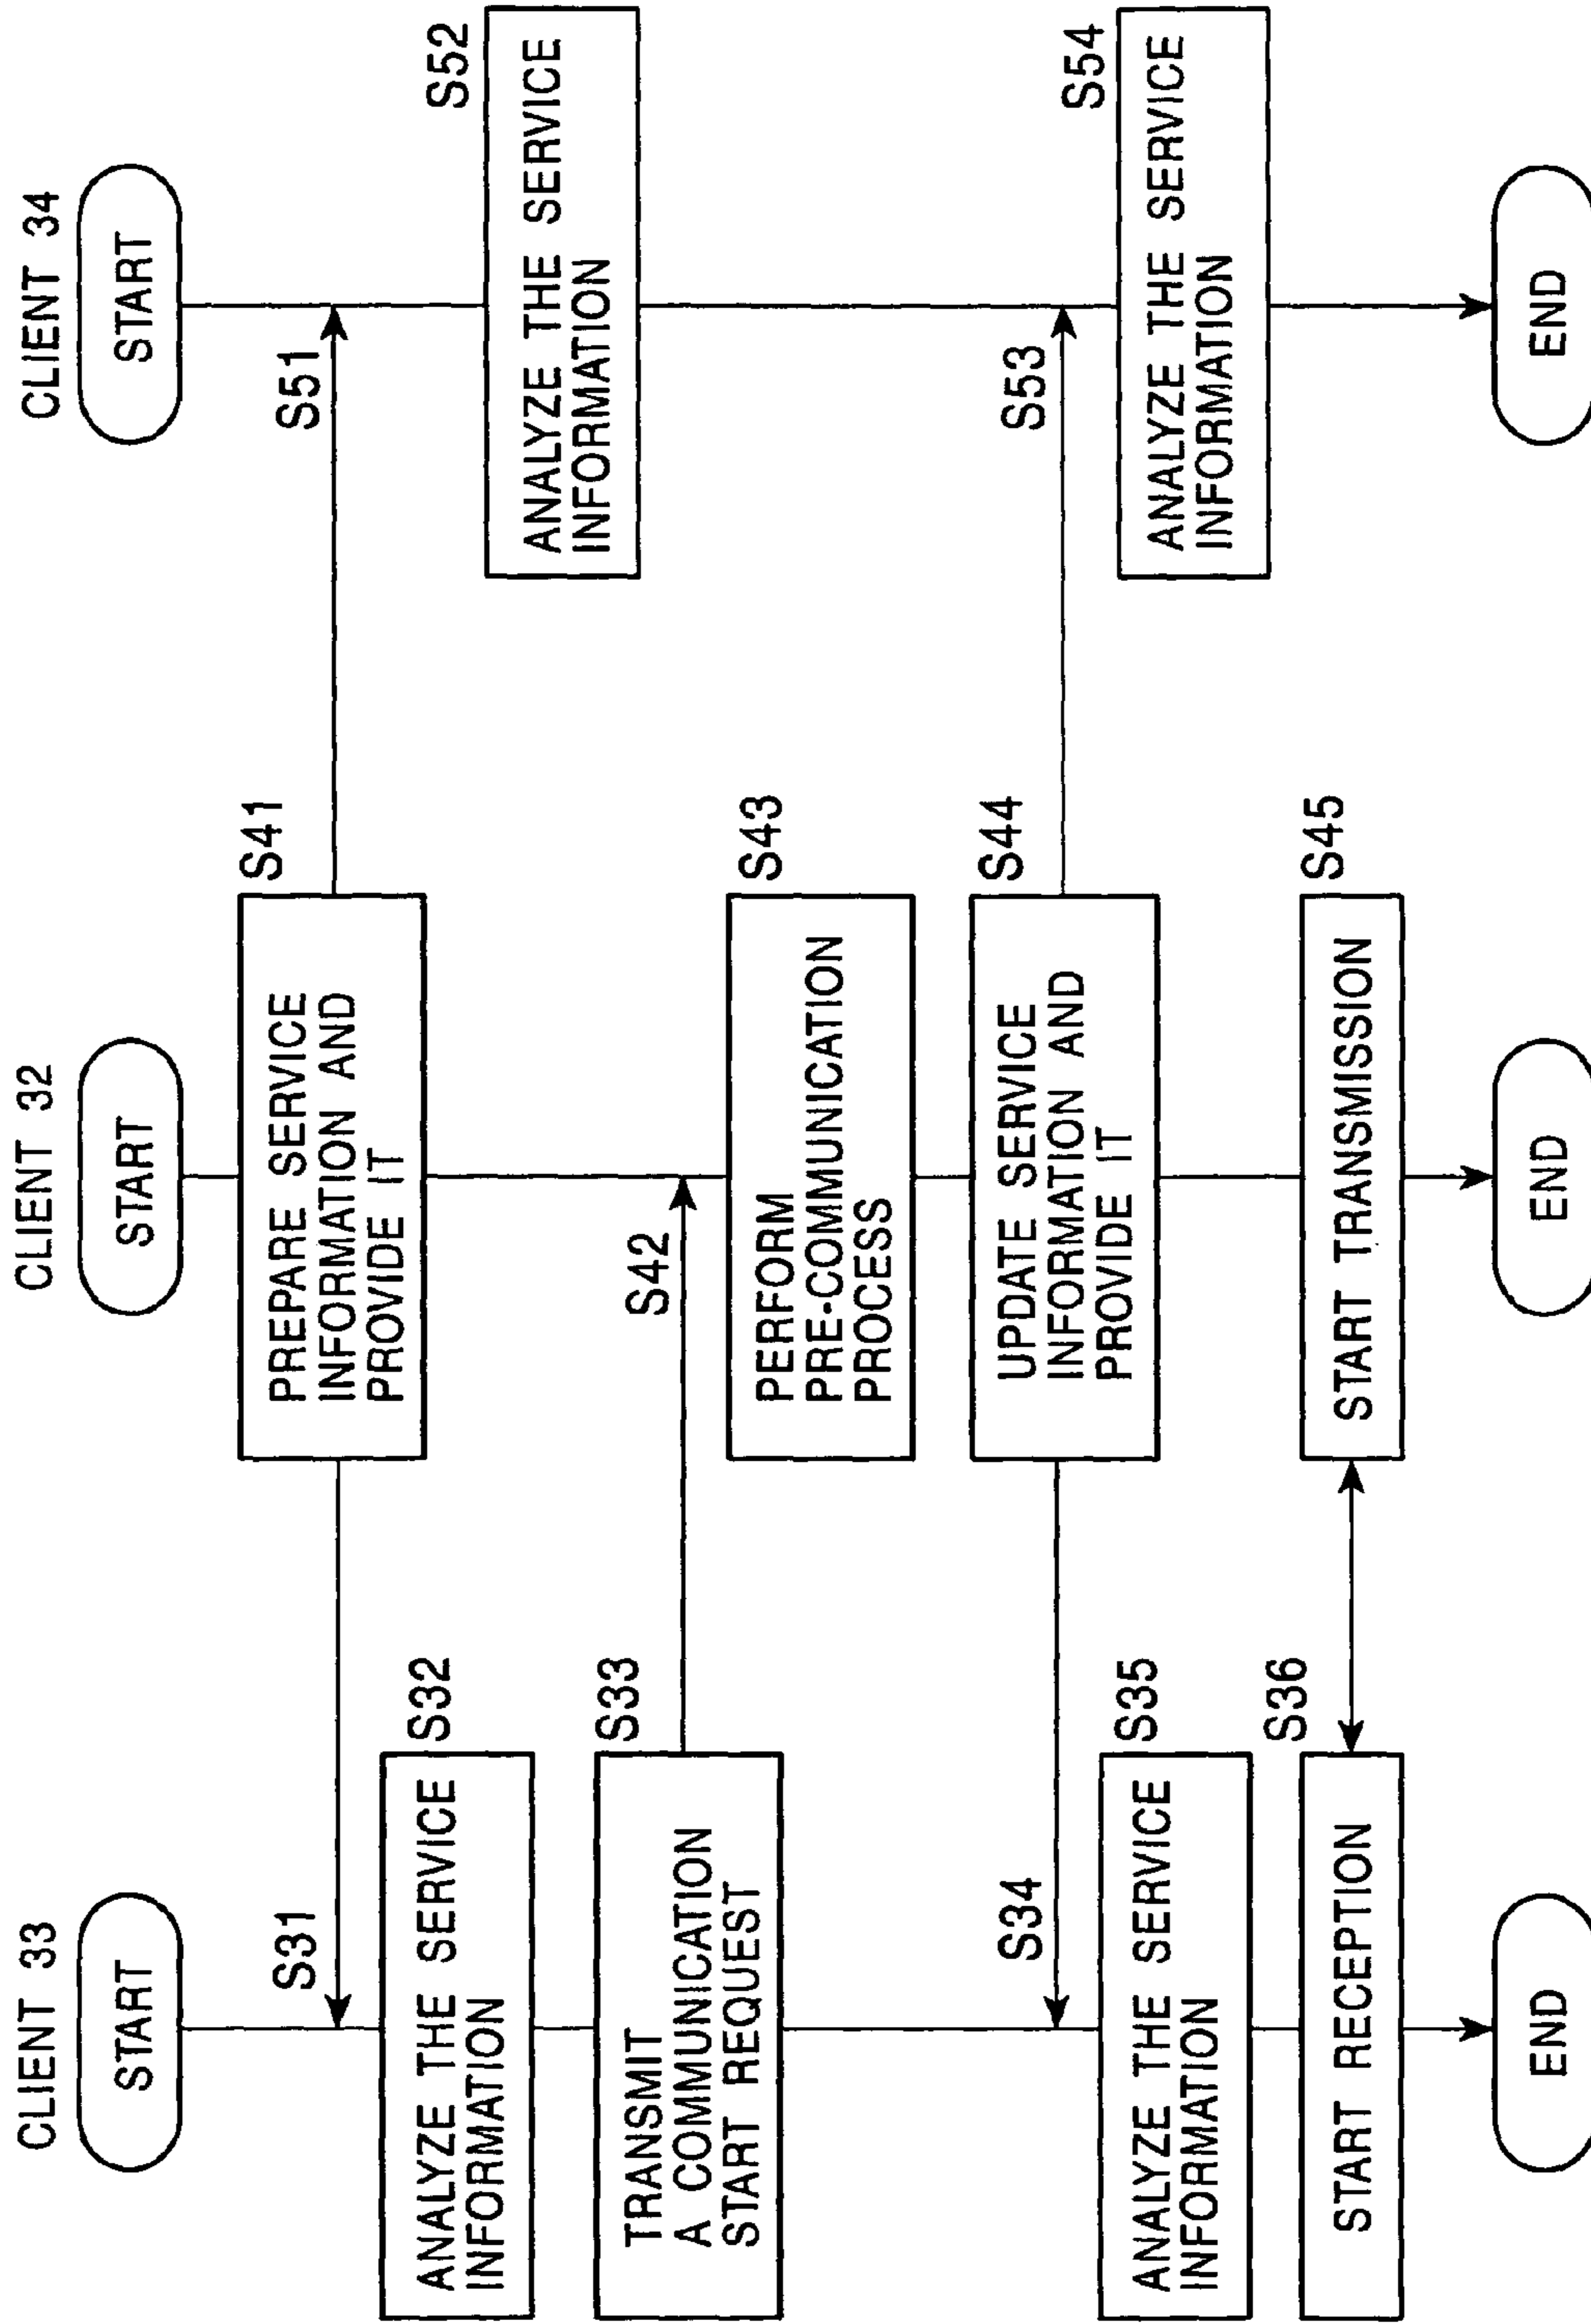 CLIENT 33
START
S31
ANALYZE THE SERVICE
INFORMATION
S32
TRANSMIT
A COMMUNICATION
START REQUEST
S33
S34
ANALYZE THE SERVICE
INFORMATION
S35
START RECEPTION
S36
END
CLIENT 32
START
PREPARE SERVICE
INFORMATION AND
PROVIDE IT
S41
S42
PERFORM
PRE-COMMUNICATION
PROCESS
S43
UPDATE SERVICE
INFORMATION AND
PROVIDE IT
S44
START TRANSMISSION
S45
END
CLIENT 34
START
S51
ANALYZE THE SERVICE
INFORMATION
S52
S53
ANALYZE THE SERVICE
INFORMATION
S54
END